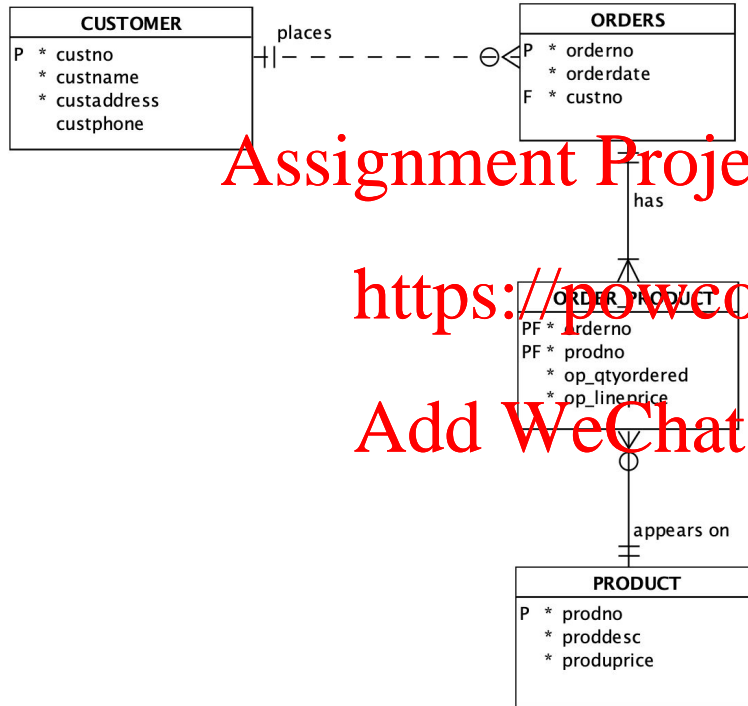 CUSTOMER
P * custno
* custname
* custaddress
custphone
places
ORDERS
P * orderno
* orderdate
F * custno
Assignment Proje
has
https://powco
ORDER_PRODUCT
PF * orderno
PF * prodno
* op_qtyordered
* op_lineprice
Add WeChat
appears on
PRODUCT
P * prodno
* proddesc
* produprice